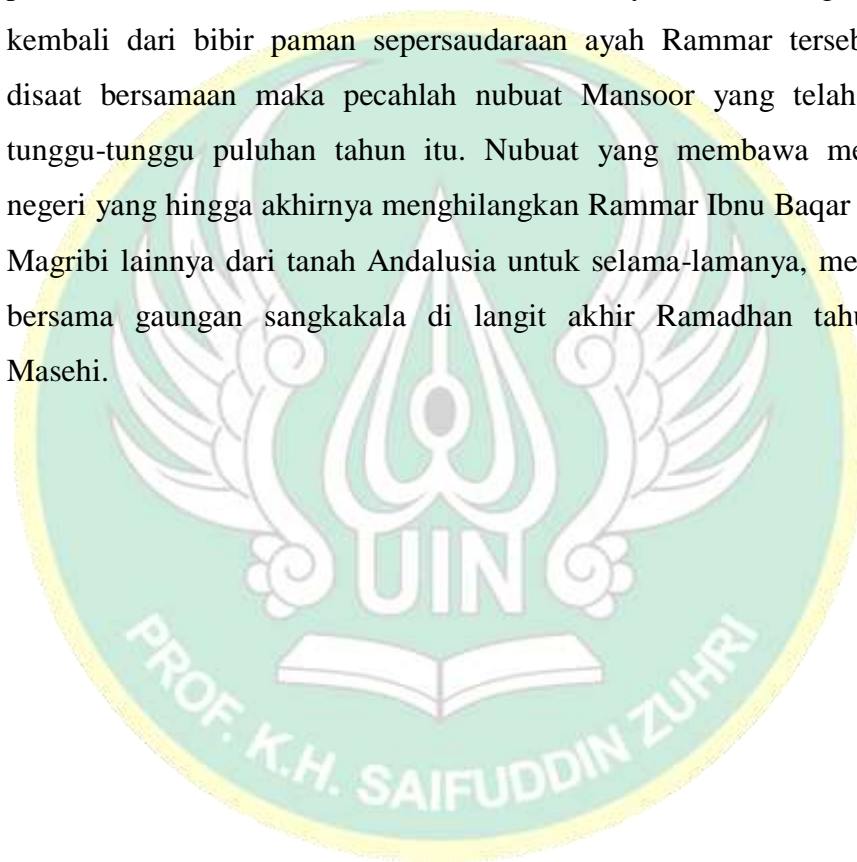 kembali dari bibir paman sepersaudaraan ayah Rammar
disaat bersamaan maka pecahlah nubuat Mansoor yang telah
tunggu-tunggu puluhan tahun itu. Nubuat yang membawa
negeri yang hingga akhirnya menghilangkan Rammar Ibnu Baqar
Magribi lainnya dari tanah Andalusia untuk selama-lamanya,
bersama gaungan sangkakala di langit akhir Ramadhan
Masehi.
UIN
PROF. K.H. SAIFUDDIN ZUHRI